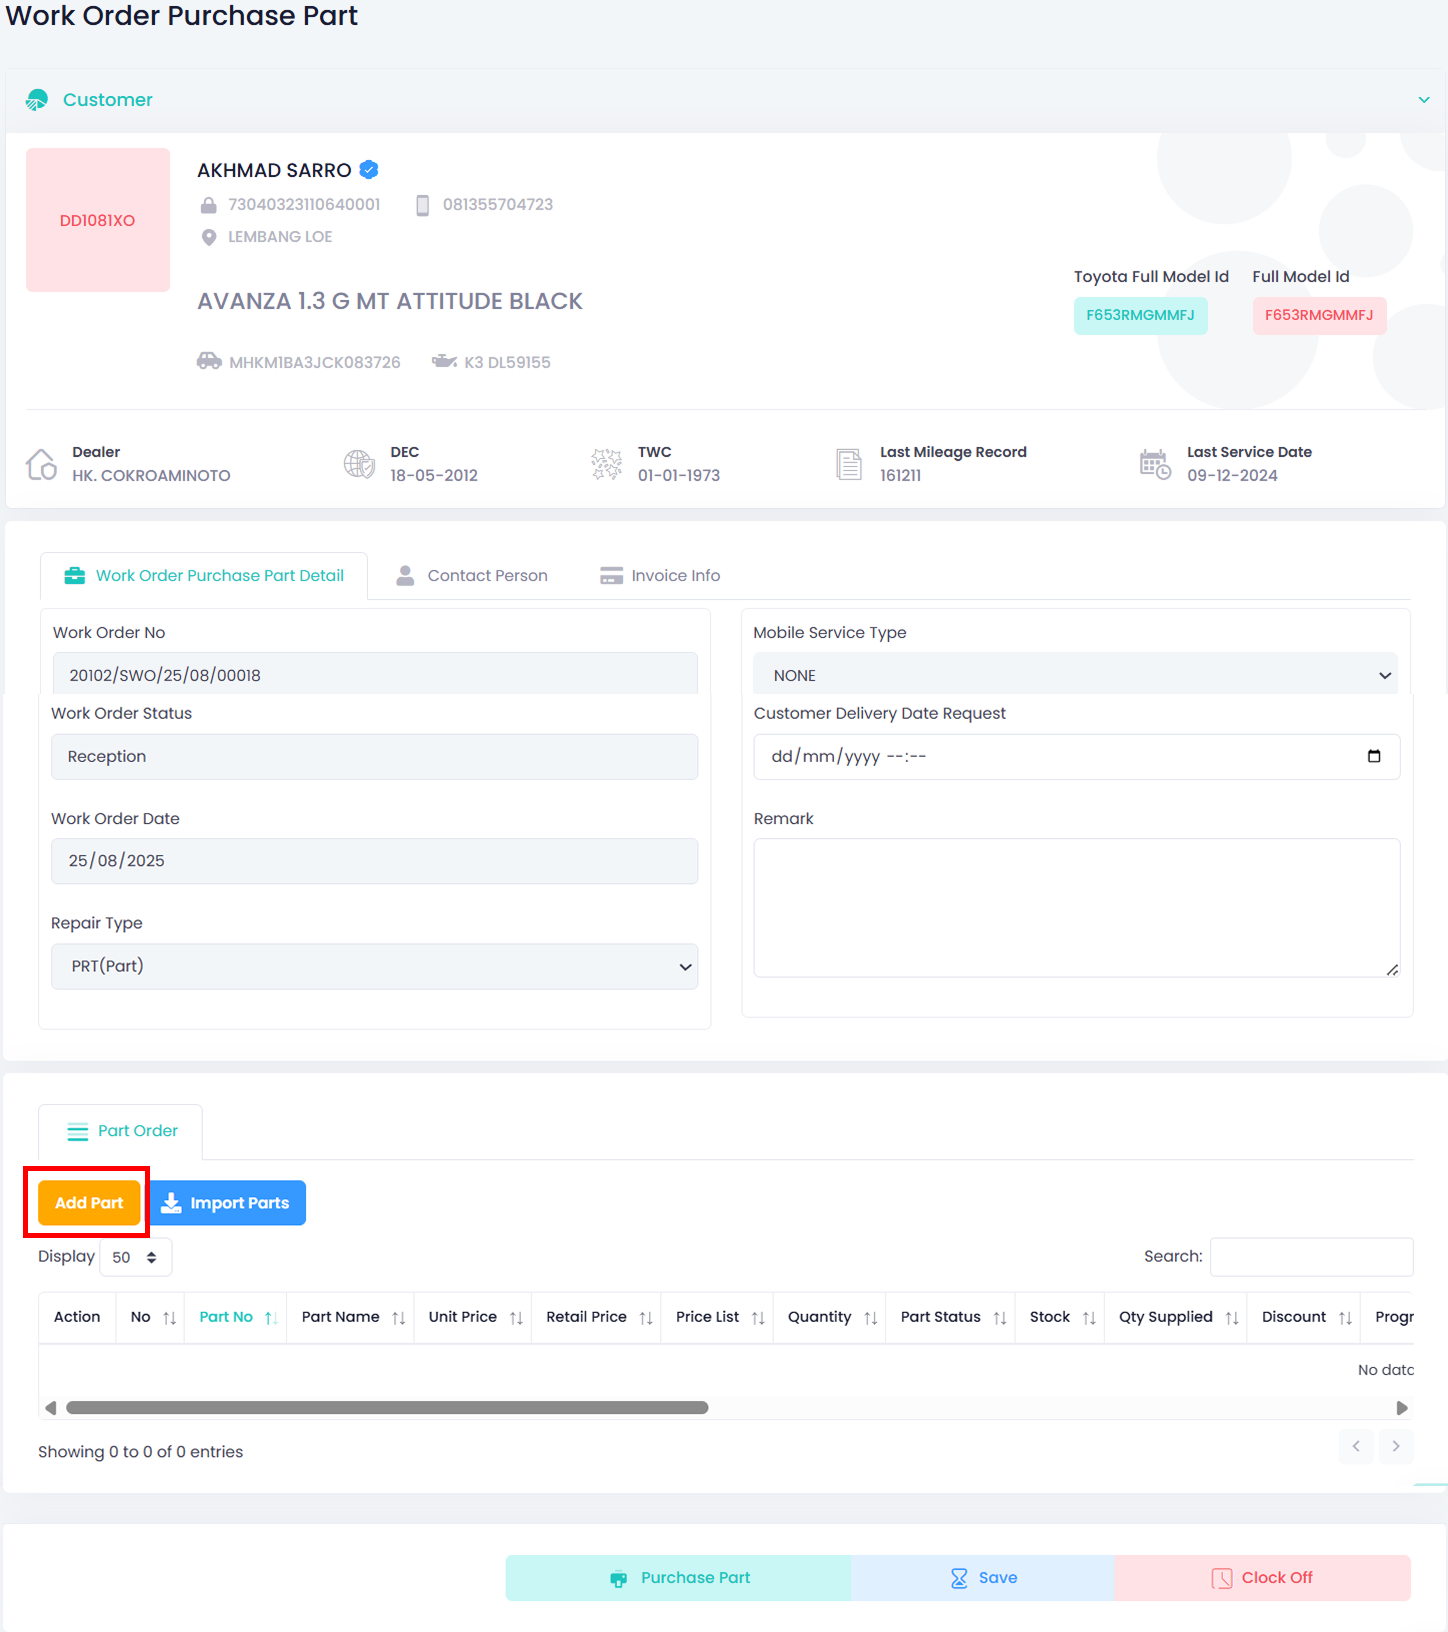 Work Order Purchase Part
Customer
DD1081XO
AKHMAD SARRO
73040323110640001 081355704723
LEMBANG LOE
AVANZA 1.3 G MT ATTITUDE BLACK
MHKM1BA3JCK083726 K3 DL59155
Toyota Full Model Id Full Model Id
F653RMGMMFJ F653RMGMMFJ
Dealer DEC TWC Last Mileage Record Last Service Date
HK. COKROAMINOTO 18-05-2012 01-01-1973 161211 09-12-2024
Work Order Purchase Part Detail Contact Person Invoice Info
Work Order No
20102/SWO/25/08/00018
Work Order Status
Reception
Work Order Date
25/08/2025
Repair Type
PRT(Part)
Mobile Service Type
NONE
Customer Delivery Date Request
dd/mm/yyyy --:--
Remark
Part Order
Add Part Import Parts
Display 50 Search:
Action No Part No Part Name Unit Price Retail Price Price List Quantity Part Status Stock Qty Supplied Discount Progr
No data
Showing 0 to 0 of 0 entries
Purchase Part Save Clock Off